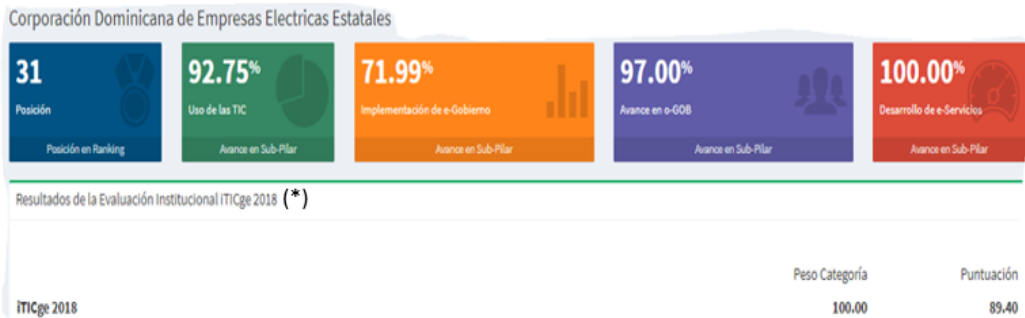 Corporación Dominicana de Empresas Electricas Estatales
31
Posición
Posición en Ranking
92.75%
Uso de las TIC
Avance en Sub-Pilar
71.99%
Implementación de e-Gobierno
Avance en Sub-Pilar
97.00%
Avance en o-GOB
Avance en Sub-Pilar
100.00%
Desarrollo de e-Servicios
Avance en Sub-Pilar
Resultados de la Evaluación Institucional iTICge 2018 (*)
Peso Categoría Puntuación
iTICge 2018 100.00 89.40